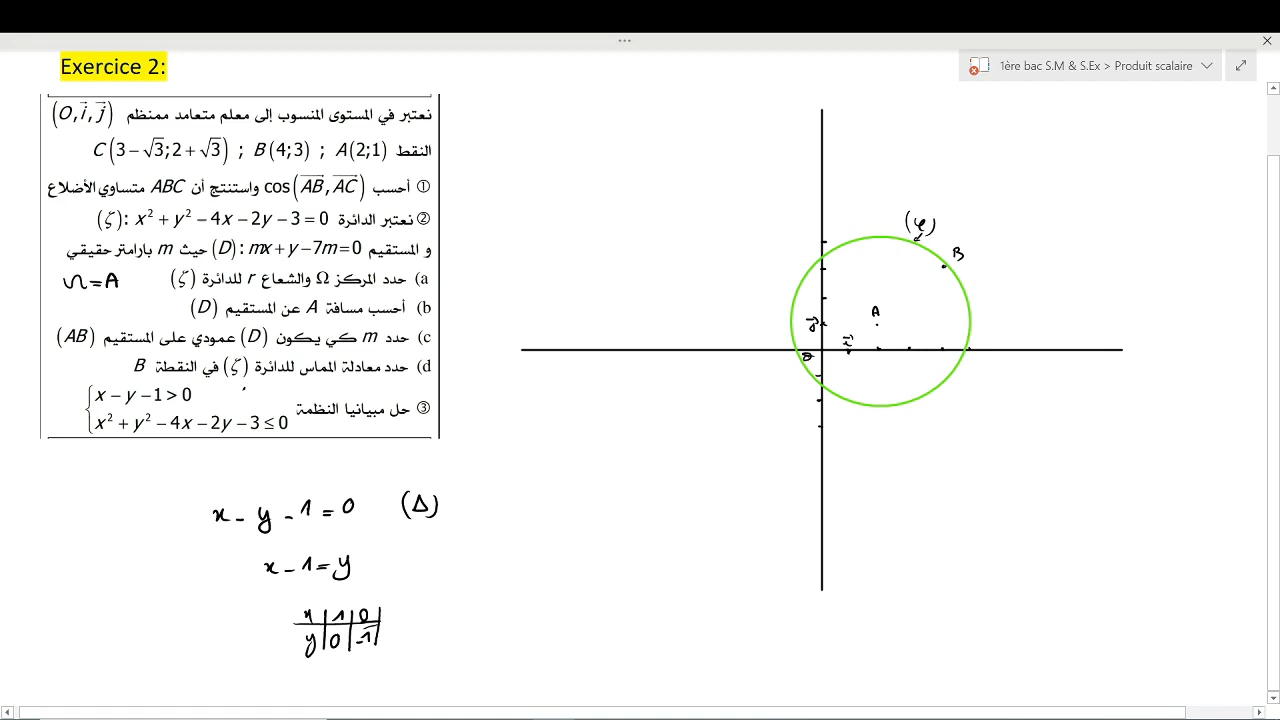 Exercice 2:
1ère bac S.M & S.Ex > Produit scalaire
نعتبر في المستوى المنسوب إلى معلم متعامد ممنظم (O, i, j)
النقط A(2;1) ; B(4;3) ; C(3 − √3; 2 + √3)
① أحسب cos(AB, AC) واستنتج أن ABC متساوي الأضلاع
② نعتبر الدائرة (ζ): x² + y² − 4x − 2y − 3 = 0
و المستقيم (D): mx + y − 7m = 0 حيث m بارامتر حقيقي
a) حدد المركز Ω والشعاع r للدائرة (ζ) Ω = A
b) أحسب مسافة A عن المستقيم (D)
c) حدد m كي يكون (D) عمودي على المستقيم (AB)
d) حدد معادلة المماس للدائرة (ζ) في النقطة B
③ حل مبيانيا النظمة { x − y − 1 > 0
x² + y² − 4x − 2y − 3 ≤ 0
x - y - 1 = 0 (Δ)
x - 1 = y
x | 1 | 0
y | 0 | -1
B
A